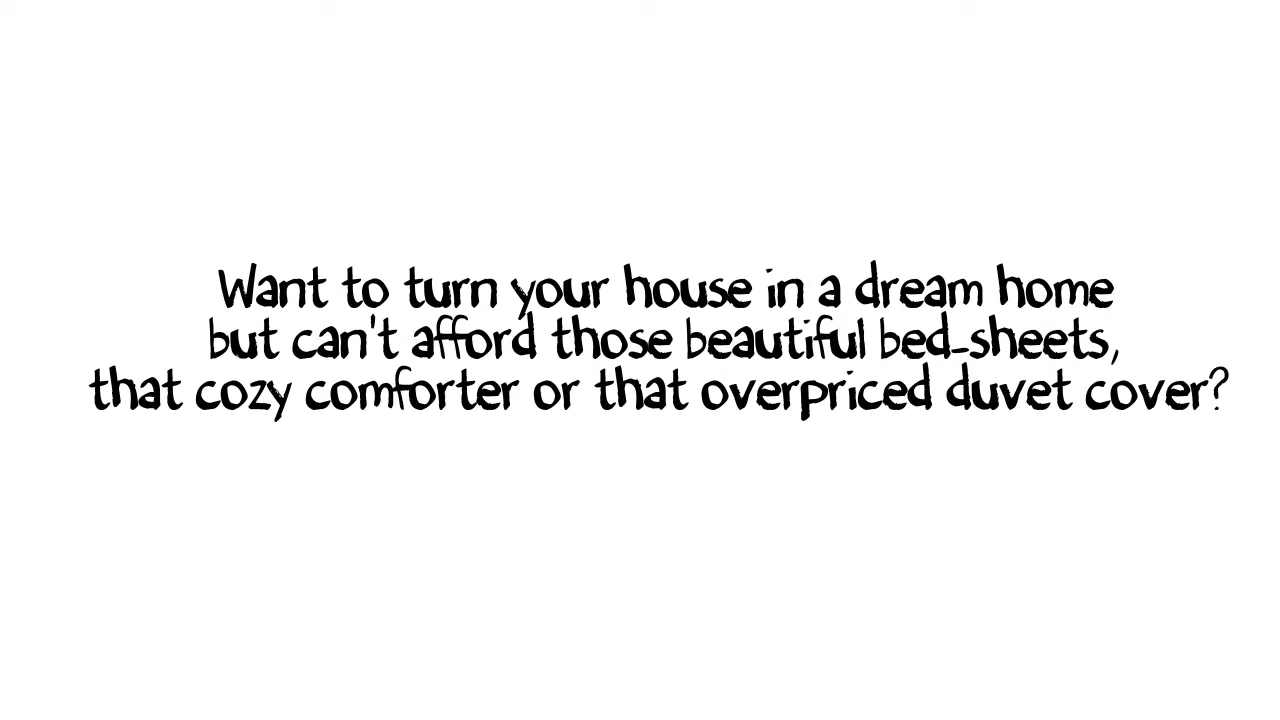 Want to turn your house in a dream home
but can't afford those beautiful bed-sheets,
that cozy comforter or that overpriced duvet cover?